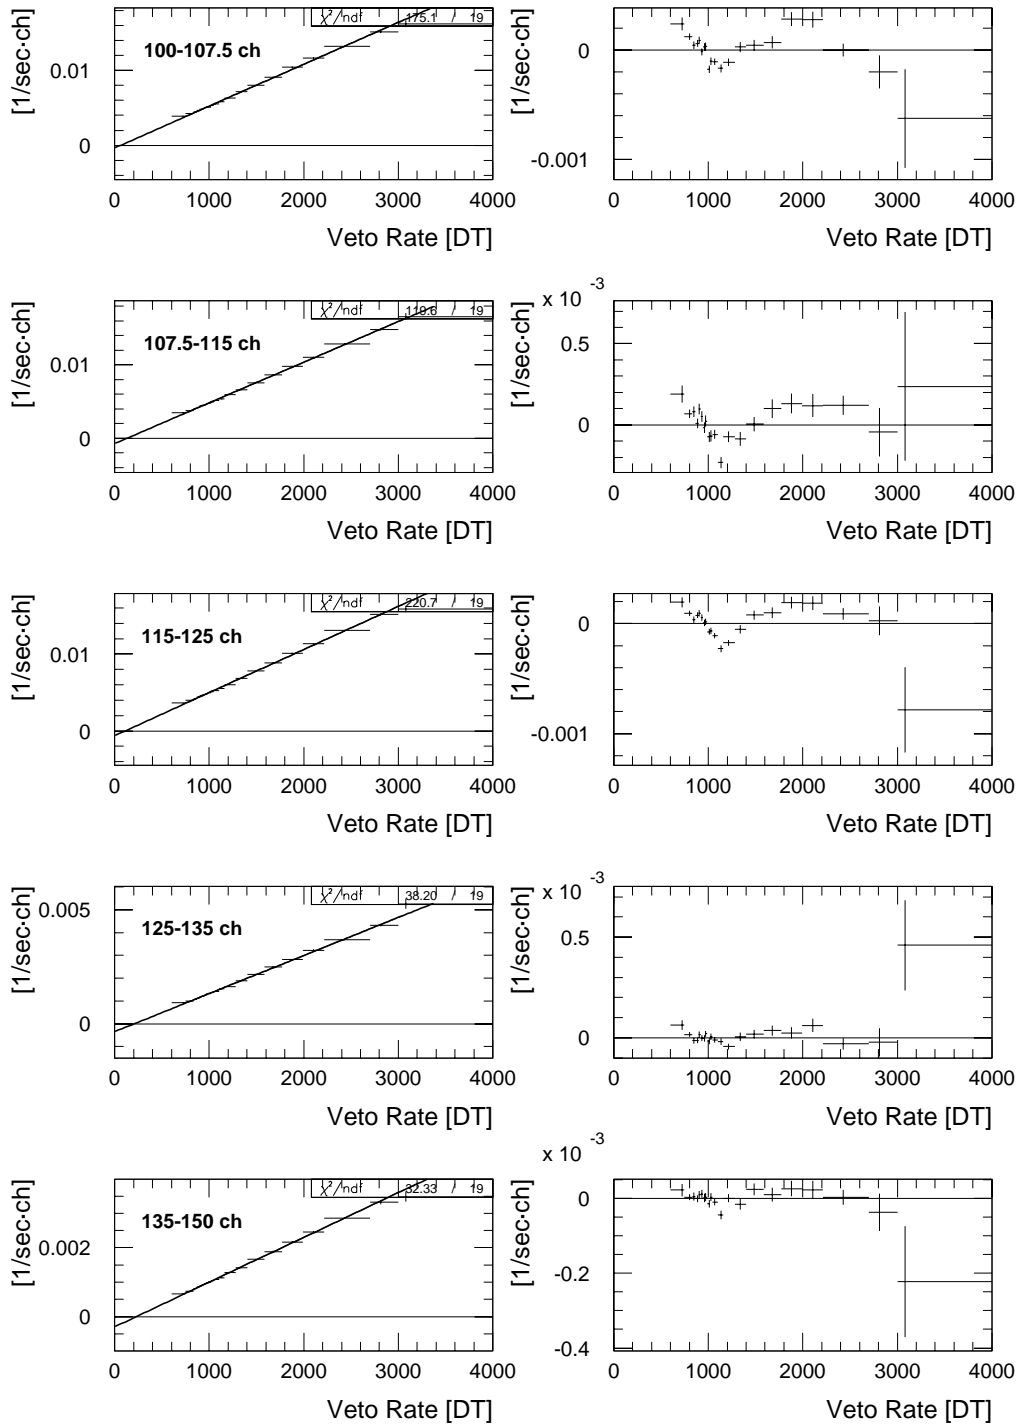 [1/sec·ch]
χ²/ndf 175.1 / 19
100-107.5 ch
0.01
0
0 1000 2000 3000 4000
Veto Rate [DT]
[1/sec·ch]
0
-0.001
0 1000 2000 3000 4000
Veto Rate [DT]
[1/sec·ch]
χ²/ndf 119.6 / 19
107.5-115 ch
0.01
0
0 1000 2000 3000 4000
Veto Rate [DT]
x 10 -3
[1/sec·ch]
0.5
0
0 1000 2000 3000 4000
Veto Rate [DT]
[1/sec·ch]
χ²/ndf 220.7 / 19
115-125 ch
0.01
0
0 1000 2000 3000 4000
Veto Rate [DT]
[1/sec·ch]
0
-0.001
0 1000 2000 3000 4000
Veto Rate [DT]
[1/sec·ch]
χ²/ndf 38.20 / 19
0.005
125-135 ch
0
0 1000 2000 3000 4000
Veto Rate [DT]
x 10 -3
[1/sec·ch]
0.5
0
0 1000 2000 3000 4000
Veto Rate [DT]
[1/sec·ch]
χ²/ndf 32.33 / 19
135-150 ch
0.002
0
0 1000 2000 3000 4000
Veto Rate [DT]
x 10 -3
[1/sec·ch]
0
-0.2
-0.4
0 1000 2000 3000 4000
Veto Rate [DT]